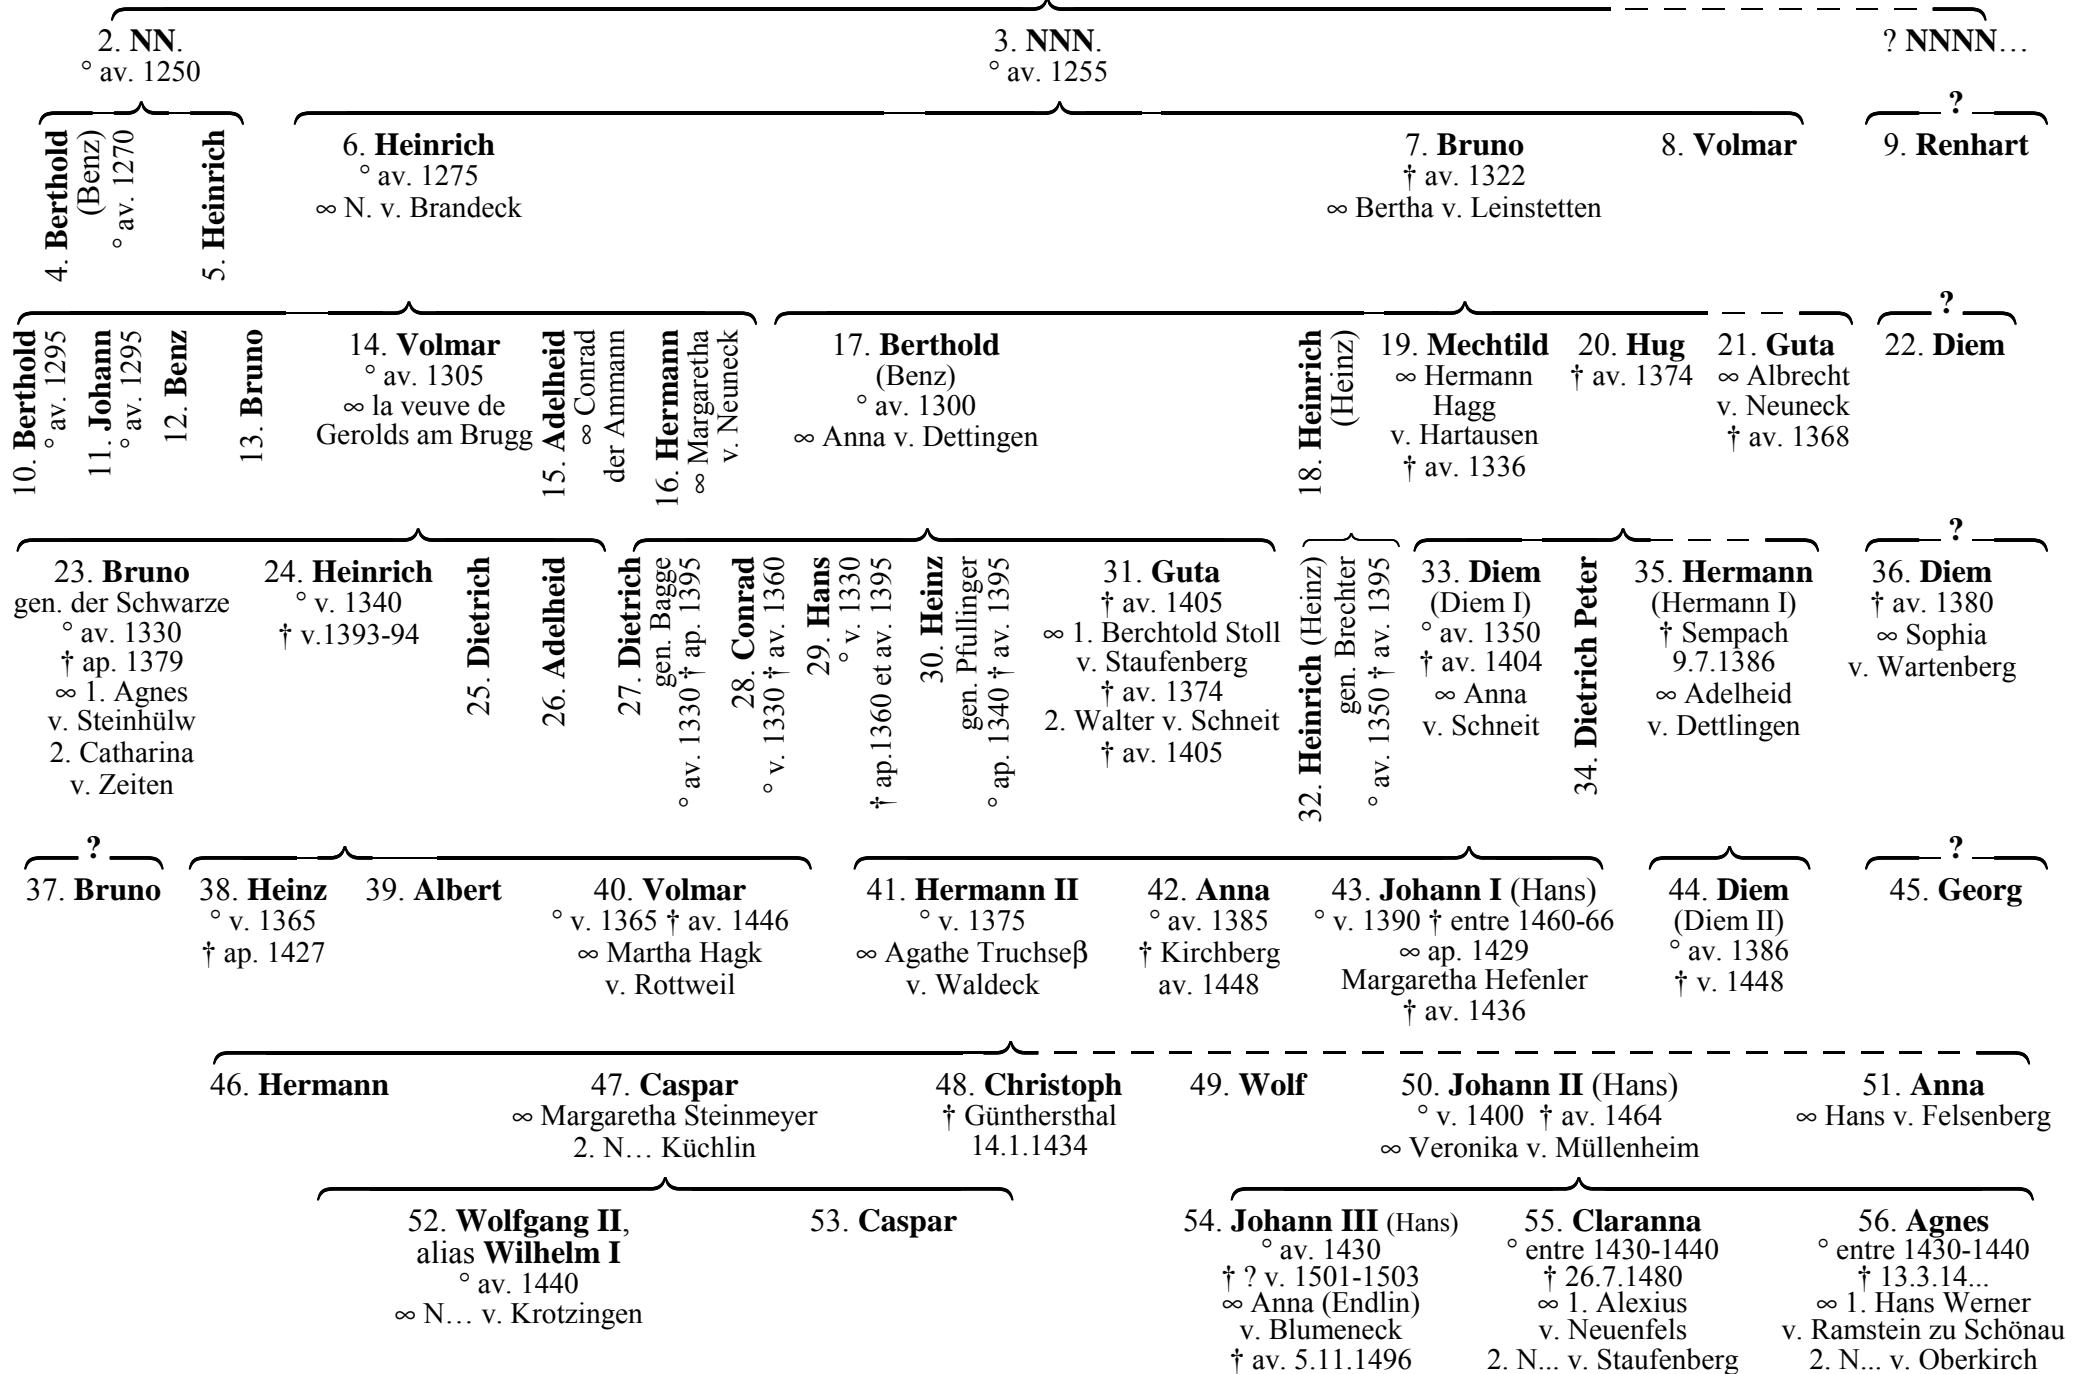 2. NN.
° av. 1250
3. NNN.
° av. 1255
? NNNN…
?
4. Berthold
(Benz)
° av. 1270
5. Heinrich
6. Heinrich
° av. 1275
∞ N. v. Brandeck
7. Bruno
† av. 1322
∞ Bertha v. Leinstetten
8. Volmar
9. Renhart
?
10. Berthold
° av. 1295
11. Johann
° av. 1295
12. Benz
13. Bruno
14. Volmar
° av. 1305
∞ la veuve de
Gerolds am Brugg
15. Adelheid
∞ Conrad
der Ammann
16. Hermann
∞ Margaretha
v. Neuneck
17. Berthold
(Benz)
° av. 1300
∞ Anna v. Dettingen
18. Heinrich
(Heinz)
19. Mechtild
∞ Hermann
Hagg
v. Hartausen
† av. 1336
20. Hug
† av. 1374
21. Guta
∞ Albrecht
v. Neuneck
† av. 1368
22. Diem
?
23. Bruno
gen. der Schwarze
° av. 1330
† ap. 1379
∞ 1. Agnes
v. Steinhülw
2. Catharina
v. Zeiten
24. Heinrich
° v. 1340
† v.1393-94
25. Dietrich
26. Adelheid
27. Dietrich
gen. Bagge
° av. 1330 † ap. 1395
28. Conrad
° v. 1330 † av. 1360
29. Hans
° v. 1330
† ap.1360 et av. 1395
30. Heinz
gen. Pfullinger
° ap. 1340 † av. 1395
31. Guta
† av. 1405
∞ 1. Berchtold Stoll
v. Staufenberg
† av. 1374
2. Walter v. Schneit
† av. 1405
32. Heinrich (Heinz)
gen. Brechter
° av. 1350 † av. 1395
33. Diem
(Diem I)
° av. 1350
† av. 1404
∞ Anna
v. Schneit
34. Dietrich Peter
35. Hermann
(Hermann I)
† Sempach
9.7.1386
∞ Adelheid
v. Dettlingen
36. Diem
† av. 1380
∞ Sophia
v. Wartenberg
?
37. Bruno
38. Heinz
° v. 1365
† ap. 1427
39. Albert
40. Volmar
° v. 1365 † av. 1446
∞ Martha Hagk
v. Rottweil
41. Hermann II
° v. 1375
∞ Agathe Truchseβ
v. Waldeck
42. Anna
° av. 1385
† Kirchberg
av. 1448
43. Johann I (Hans)
° v. 1390 † entre 1460-66
∞ ap. 1429
Margaretha Hefenler
† av. 1436
44. Diem
(Diem II)
° av. 1386
† v. 1448
?
45. Georg
46. Hermann
47. Caspar
∞ Margaretha Steinmeyer
2. N… Küchlin
48. Christoph
† Günthersthal
14.1.1434
49. Wolf
50. Johann II (Hans)
° v. 1400 † av. 1464
∞ Veronika v. Müllenheim
51. Anna
∞ Hans v. Felsenberg
52. Wolfgang II,
alias Wilhelm I
° av. 1440
∞ N… v. Krotzingen
53. Caspar
54. Johann III (Hans)
° av. 1430
† ? v. 1501-1503
∞ Anna (Endlin)
v. Blumeneck
† av. 5.11.1496
55. Claranna
° entre 1430-1440
† 26.7.1480
∞ 1. Alexius
v. Neuenfels
2. N... v. Staufenberg
56. Agnes
° entre 1430-1440
† 13.3.14...
∞ 1. Hans Werner
v. Ramstein zu Schönau
2. N... v. Oberkirch